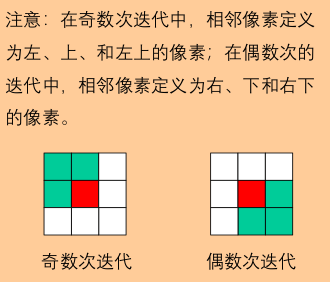 注意：在奇数次迭代中，相邻像素定义
为左、上、和左上的像素；在偶数次的
迭代中，相邻像素定义为右、下和右下
的像素。
奇数次迭代
偶数次迭代